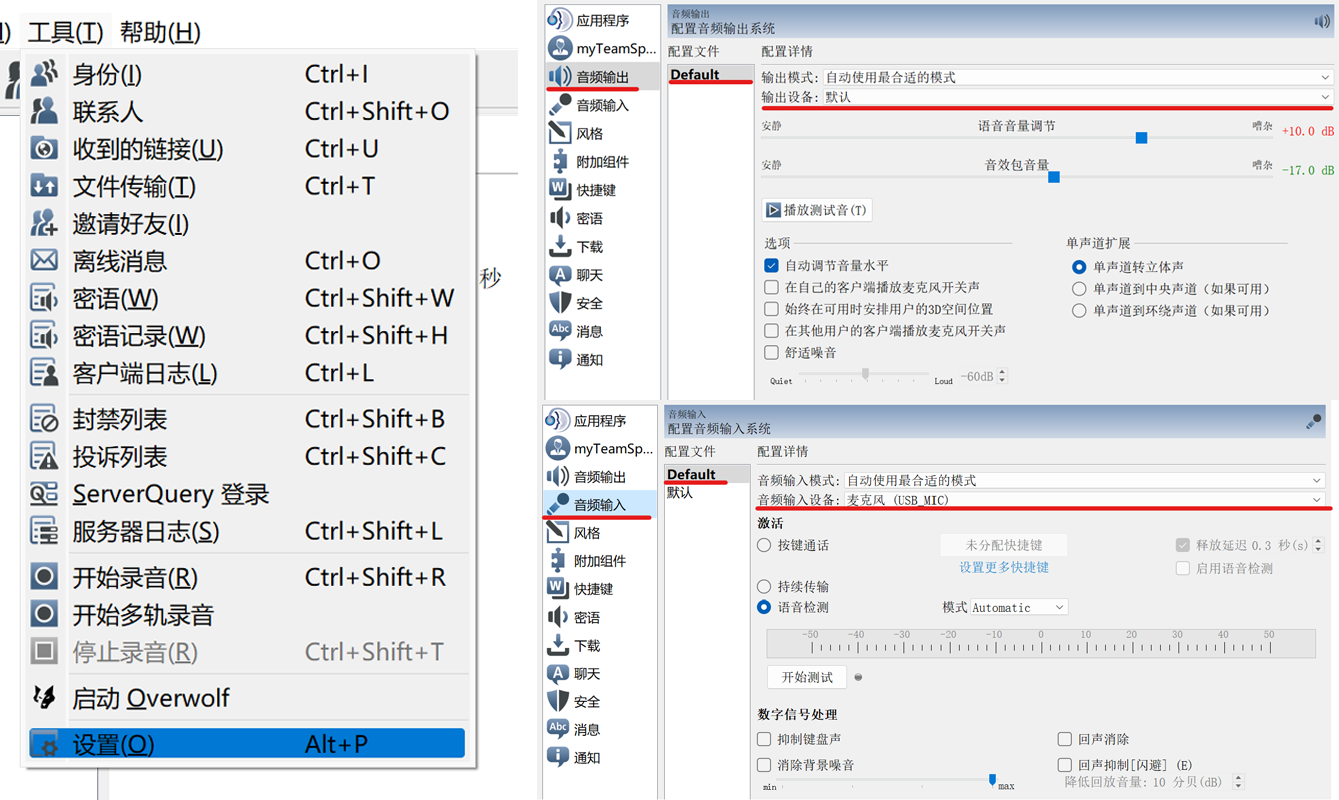 工具(T) 帮助(H)
身份(I) Ctrl+I
联系人 Ctrl+Shift+O
收到的链接(U) Ctrl+U
文件传输(T) Ctrl+T
邀请好友(I)
离线消息 Ctrl+O
密语(W) Ctrl+Shift+W
密语记录(W) Ctrl+Shift+H
客户端日志(L) Ctrl+L
封禁列表 Ctrl+Shift+B
投诉列表 Ctrl+Shift+C
ServerQuery 登录
服务器日志(S) Ctrl+Shift+L
开始录音(R) Ctrl+Shift+R
开始多轨录音
停止录音(R) Ctrl+Shift+T
启动 Overwolf
设置(O) Alt+P
秒
应用程序
myTeamSp...
音频输出
音频输入
风格
附加组件
快捷键
密语
下载
聊天
安全
消息
通知
音频输出
配置音频输出系统
配置文件 配置详情
Default
输出模式: 自动使用最合适的模式
输出设备: 默认
安静 语音音量调节 嘈杂 +10.0 dB
安静 音效包音量 嘈杂 -17.0 dB
播放测试音(T)
选项
自动调节音量水平
在自己的客户端播放麦克风开关声
始终在可用时安排用户的3D空间位置
在其他用户的客户端播放麦克风开关声
舒适噪音
Quiet Loud -60dB
单声道扩展
单声道转立体声
单声道到中央声道（如果可用）
单声道到环绕声道（如果可用）
应用程序
myTeamSp...
音频输出
音频输入
风格
附加组件
快捷键
密语
下载
聊天
安全
消息
通知
音频输入
配置音频输入系统
配置文件 配置详情
Default
默认
音频输入模式: 自动使用最合适的模式
音频输入设备: 麦克风 (USB_MIC)
激活
按键通话 未分配快捷键 释放延迟 0.3 秒(s)
设置更多快捷键 启用语音检测
持续传输
语音检测 模式 Automatic
-50 -40 -30 -20 -10 0 10 20 30 40 50
开始测试
数字信号处理
抑制键盘声 回声消除
消除背景噪音 回声抑制[闪避] (E)
min max 降低回放音量: 10 分贝(dB)